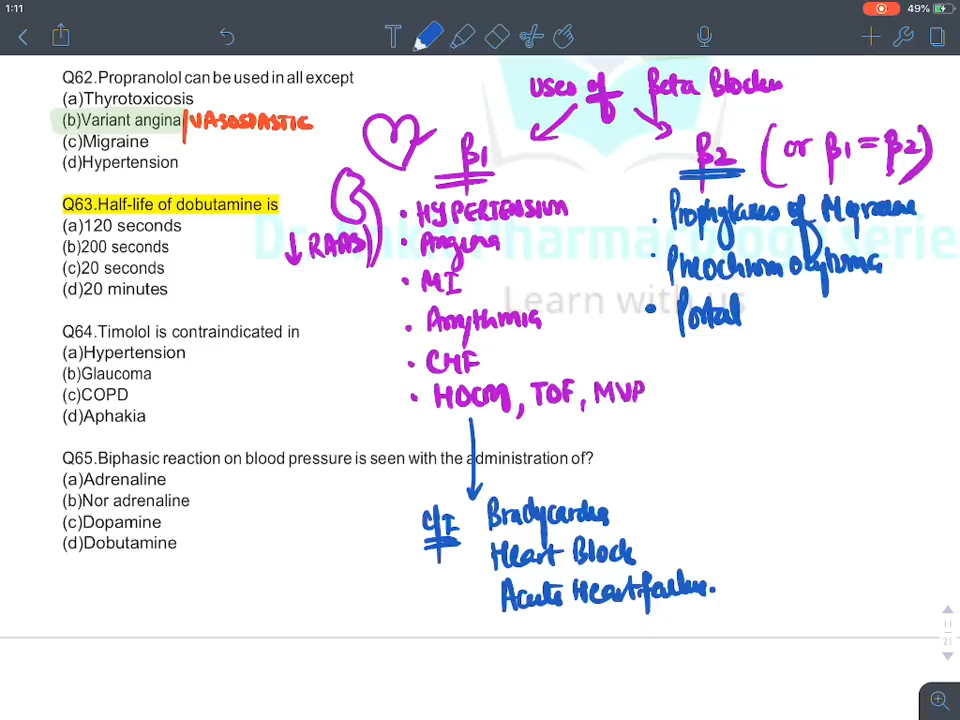 1:11
49%
Q62.Propranolol can be used in all except
(a)Thyrotoxicosis
(b)Variant angina
VASOSPASTIC
(c)Migraine
(d)Hypertension
Q63.Half-life of dobutamine is
(a)120 seconds
(b)200 seconds
(c)20 seconds
(d)20 minutes
Q64.Timolol is contraindicated in
(a)Hypertension
(b)Glaucoma
(c)COPD
(d)Aphakia
Q65.Biphasic reaction on blood pressure is seen with the administration of?
(a)Adrenaline
(b)Nor adrenaline
(c)Dopamine
(d)Dobutamine
Uses of Beta Blocker
β1
↓ RAAS
• HYPERTENSION
• Angina
• MI
• Arrythmia
• CHF
• HOCM, TOF, MVP
C/I Bradycardia
Heart Block
Acute Heart failure.
β2 (or β1 = β2)
• Prophylaxis of Migraine
• Pheochromocytoma
• Portal
Learn with us